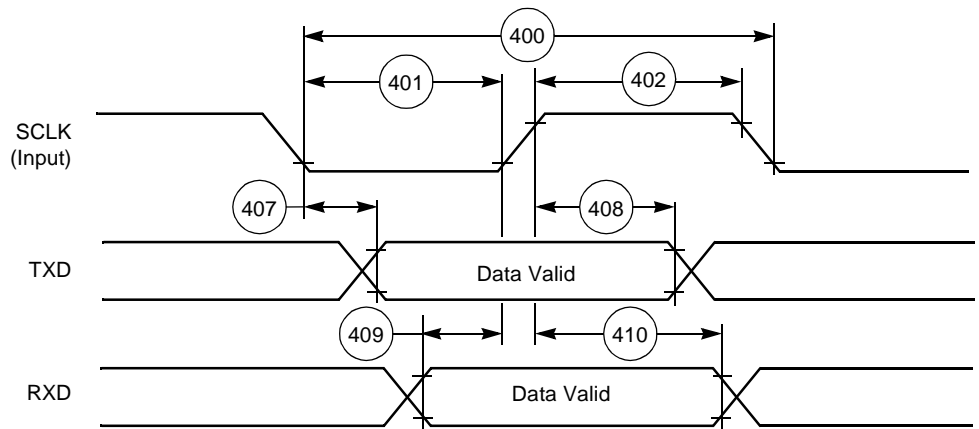 400
401
402
SCLK
(Input)
407
408
TXD
Data Valid
409
410
RXD
Data Valid